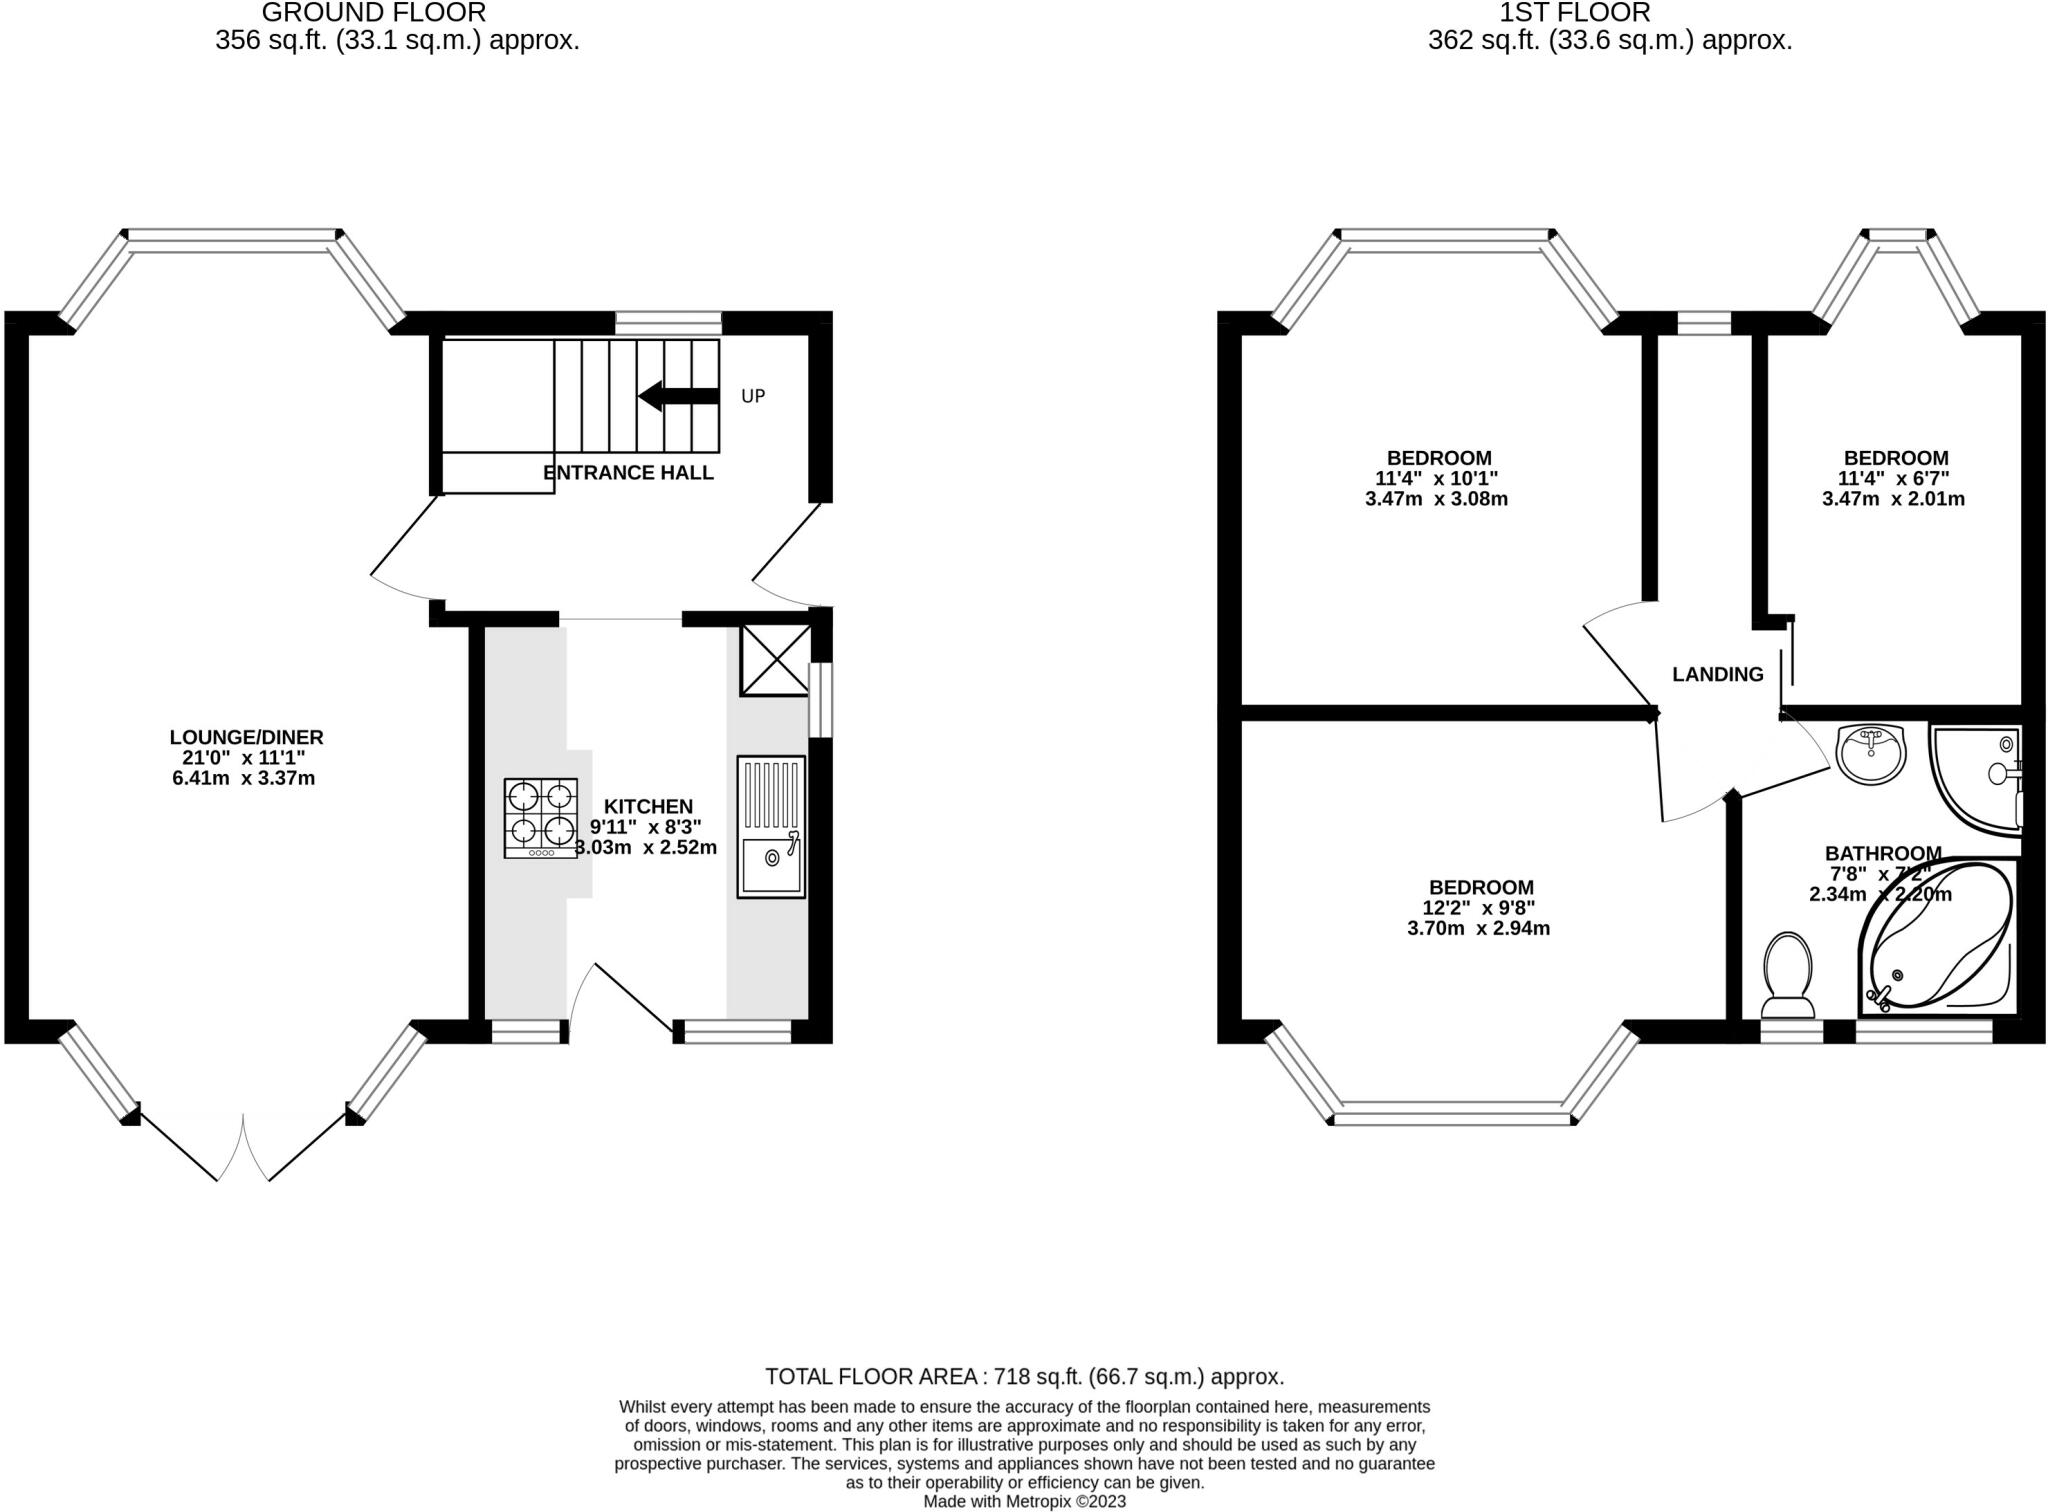 GROUND FLOOR
356 sq.ft. (33.1 sq.m.) approx.
1ST FLOOR
362 sq.ft. (33.6 sq.m.) approx.
UP
ENTRANCE HALL
LOUNGE/DINER
21'0" x 11'1"
6.41m x 3.37m
KITCHEN
9'11" x 8'3"
3.03m x 2.52m
BEDROOM
11'4" x 10'1"
3.47m x 3.08m
BEDROOM
11'4" x 6'7"
3.47m x 2.01m
LANDING
BEDROOM
12'2" x 9'8"
3.70m x 2.94m
BATHROOM
7'8" x 7'2"
2.34m x 2.20m
TOTAL FLOOR AREA : 718 sq.ft. (66.7 sq.m.) approx.
Whilst every attempt has been made to ensure the accuracy of the floorplan contained here, measurements
of doors, windows, rooms and any other items are approximate and no responsibility is taken for any error,
omission or mis-statement. This plan is for illustrative purposes only and should be used as such by any
prospective purchaser. The services, systems and appliances shown have not been tested and no guarantee
as to their operability or efficiency can be given.
Made with Metropix ©2023